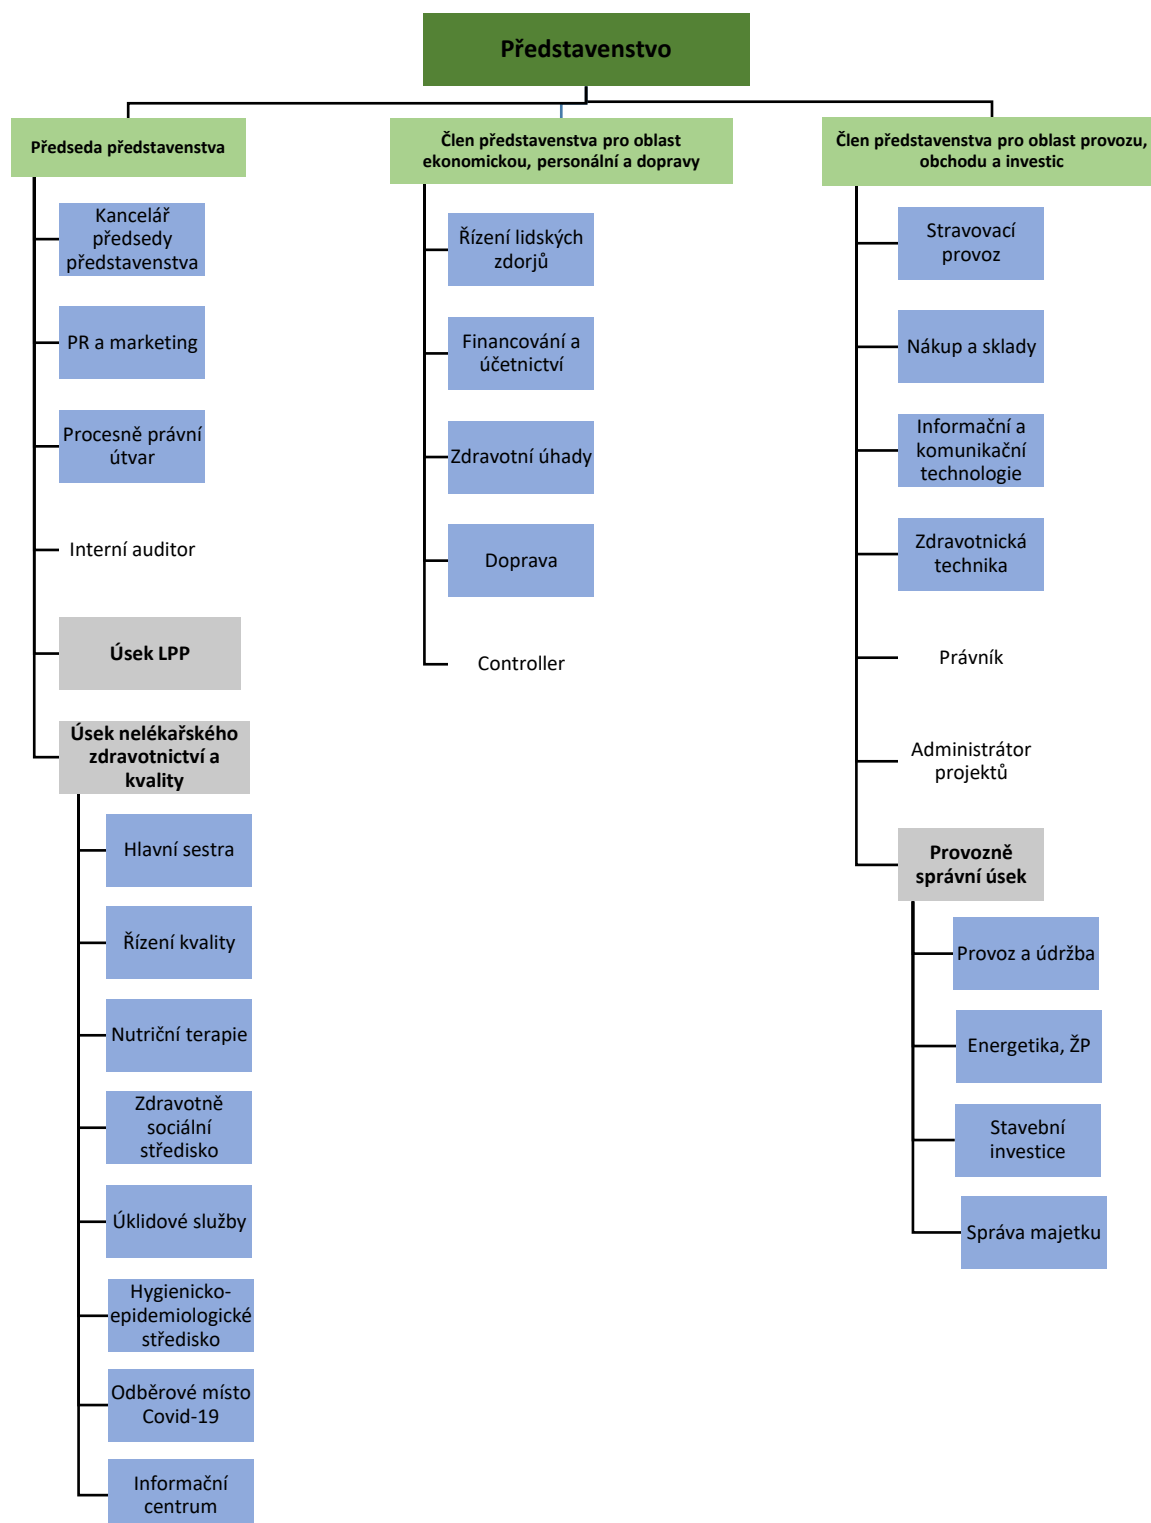 Představenstvo
Předseda představenstva
Kancelář
předsedy
představenstva
PR a marketing
Procesně právní
útvar
Interní auditor
Úsek LPP
Úsek nelékařského
zdravotnictví a
kvality
Hlavní sestra
Řízení kvality
Nutriční terapie
Zdravotně
sociální
středisko
Úklidové služby
Hygienicko-
epidemiologické
středisko
Odběrové místo
Covid-19
Informační
centrum
Člen představenstva pro oblast
ekonomickou, personální a dopravy
Řízení lidských
zdorjů
Financování a
účetnictví
Zdravotní úhady
Doprava
Controller
Člen představenstva pro oblast provozu,
obchodu a investic
Stravovací
provoz
Nákup a sklady
Informační a
komunikační
technologie
Zdravotnická
technika
Právník
Administrátor
projektů
Provozně
správní úsek
Provoz a údržba
Energetika, ŽP
Stavební
investice
Správa majetku